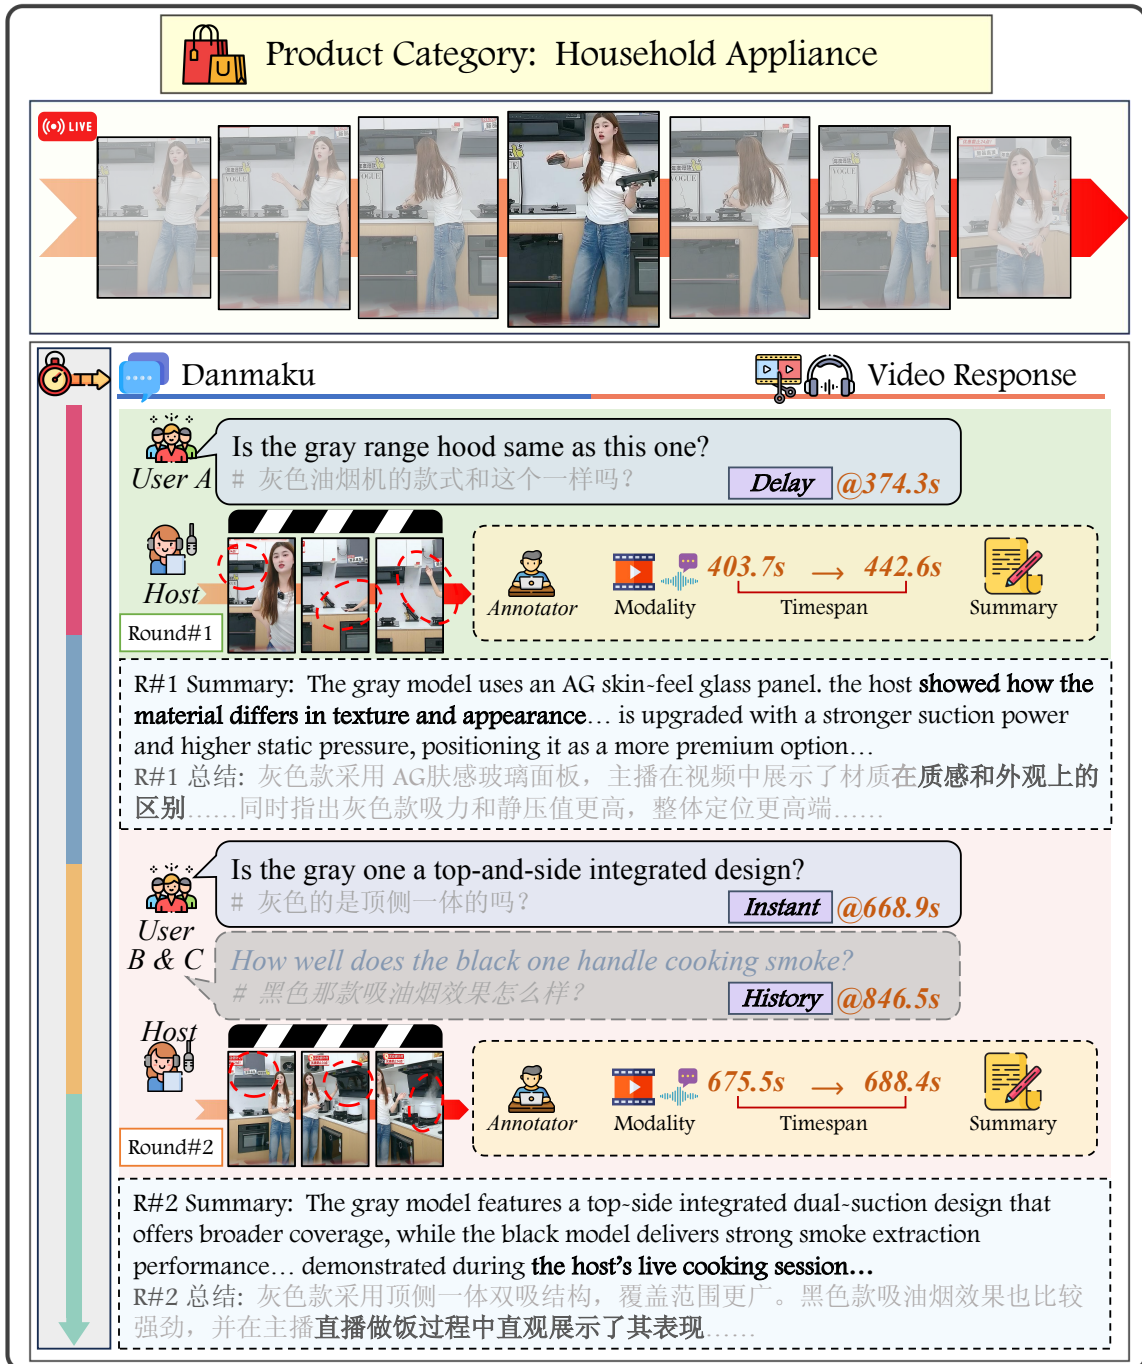 Product Category: Household Appliance
LIVE
VOGUE
Danmaku
Video Response
User A
Is the gray range hood same as this one?
# 灰色油烟机的款式和这个一样吗？
Delay @374.3s
Host
Round#1
Annotator
Modality
403.7s → 442.6s
Timespan
Summary
R#1 Summary: The gray model uses an AG skin-feel glass panel. the host showed how the
material differs in texture and appearance... is upgraded with a stronger suction power
and higher static pressure, positioning it as a more premium option...
R#1 总结: 灰色款采用 AG肤感玻璃面板，主播在视频中展示了材质在质感和外观上的
区别……同时指出灰色款吸力和静压值更高，整体定位更高端……
User
B & C
Is the gray one a top-and-side integrated design?
# 灰色的是顶侧一体的吗？
Instant @668.9s
How well does the black one handle cooking smoke?
# 黑色那款吸油烟效果怎么样？
History @846.5s
Host
Round#2
Annotator
Modality
675.5s → 688.4s
Timespan
Summary
R#2 Summary: The gray model features a top-side integrated dual-suction design that
offers broader coverage, while the black model delivers strong smoke extraction
performance... demonstrated during the host's live cooking session...
R#2 总结: 灰色款采用顶侧一体双吸结构，覆盖范围更广。黑色款吸油烟效果也比较
强劲，并在主播直播做饭过程中直观展示了其表现……